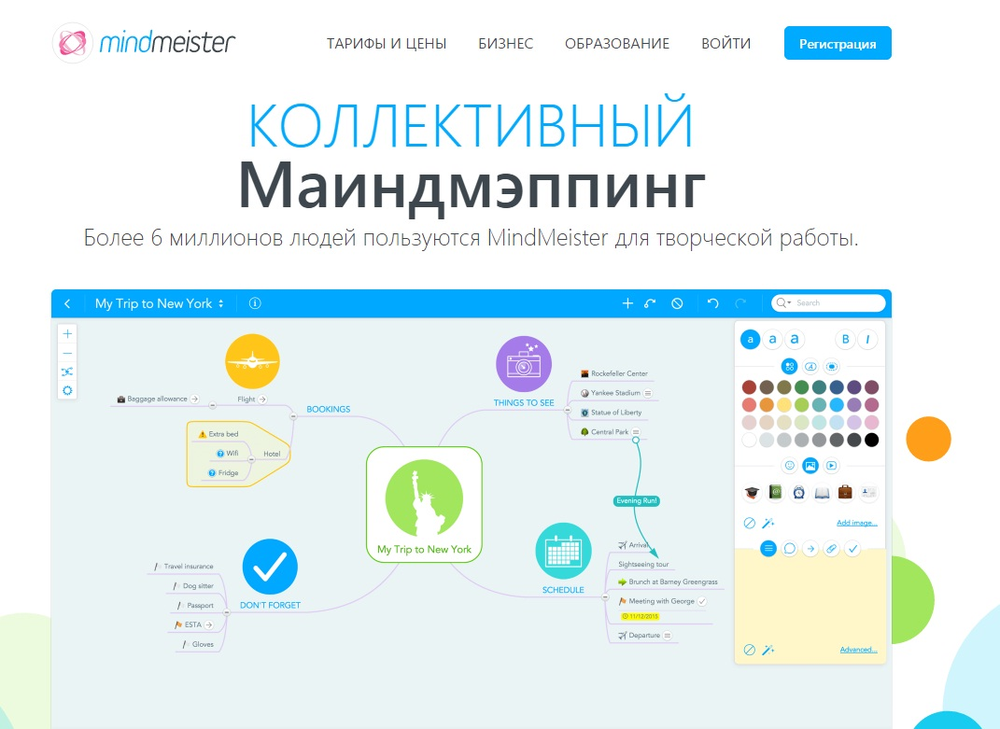 mindmeister
ТАРИФЫ И ЦЕНЫ
БИЗНЕС
ОБРАЗОВАНИЕ
ВОЙТИ
Регистрация
КОЛЛЕКТИВНЫЙ
Маиндмэппинг
Более 6 миллионов людей пользуются MindMeister для творческой работы.
My Trip to New York
Search
Baggage allowance
Flight
BOOKINGS
Extra bed
Wifi
Hotel
Fridge
THINGS TO SEE
Rockefeller Center
Yankee Stadium
Statue of Liberty
Central Park
Evening Run!
My Trip to New York
DON'T FORGET
Travel insurance
Dog sitter
Passport
ESTA
Gloves
SCHEDULE
Arrival
Sightseeing tour
Brunch at Barney Greengrass
Meeting with George
11/12/2015
Departure
a a a B I
Add image...
Advanced...